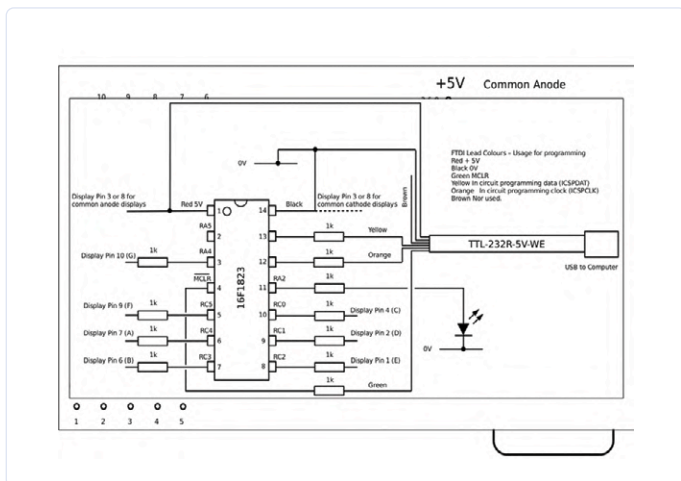 +5V Common Anode
10 9 8 7 6
0V
FTDI Lead Colours – Usage for programming
Red + 5V
Black 0V
Green MCLR
Yellow In circuit programming data (ICSPDAT)
Orange In circuit programming clock (ICSPCLK)
Brown Nor used.
Display Pin 3 or 8 for
common anode displays
Red 5V
Black
Display Pin 3 or 8 for
common cathode displays
Brown
1 14
RA5
2 13
1k
Yellow
Display Pin 10 (G)
1k
RA4
3 12
1k
Orange
TTL-232R-5V-WE
USB to Computer
MCLR
4 11
RA2
1k
16F1823
Display Pin 9 (F)
1k
RC5
5 10
RC0
1k
Display Pin 4 (C)
Display Pin 7 (A)
1k
RC4
6 9
RC1
1k
Display Pin 2 (D)
0V
Display Pin 6 (B)
1k
RC3
7 8
RC2
1k
Display Pin 1 (E)
1k
Green
1 2 3 4 5